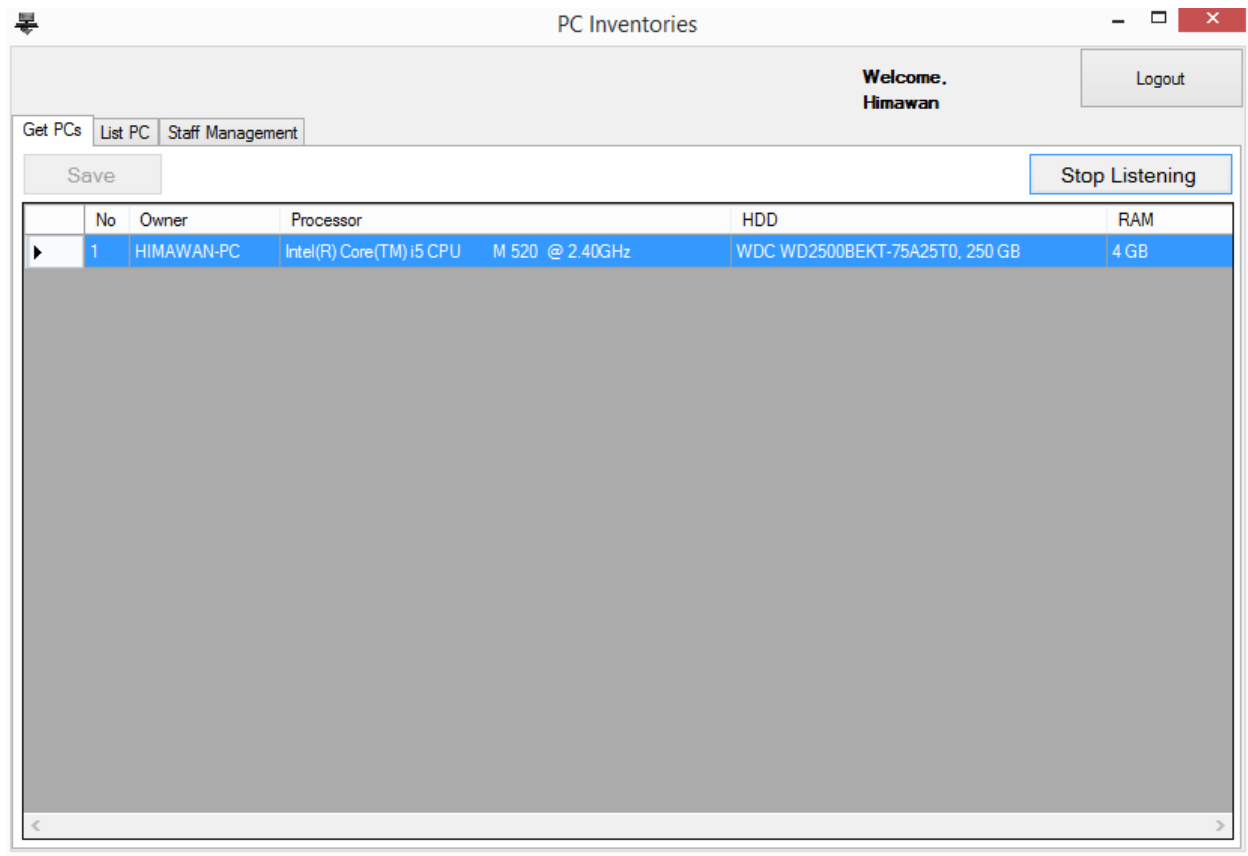 PC Inventories
Welcome,
Himawan
Logout
Get PCs List PC Staff Management
Save Stop Listening
No Owner Processor HDD RAM
1 HIMAWAN-PC Intel(R) Core(TM) i5 CPU M 520 @ 2.40GHz WDC WD2500BEKT-75A25T0, 250 GB 4 GB